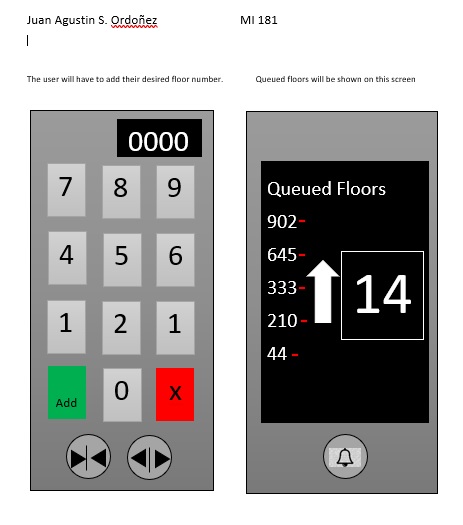 Juan Agustin S. Ordoñez MI 181
The user will have to add their desired floor number. Queued floors will be shown on this screen
0000
7 8 9
4 5 6
1 2 1
Add 0 X
Queued Floors
902-
645-
333-
210-
44 -
14